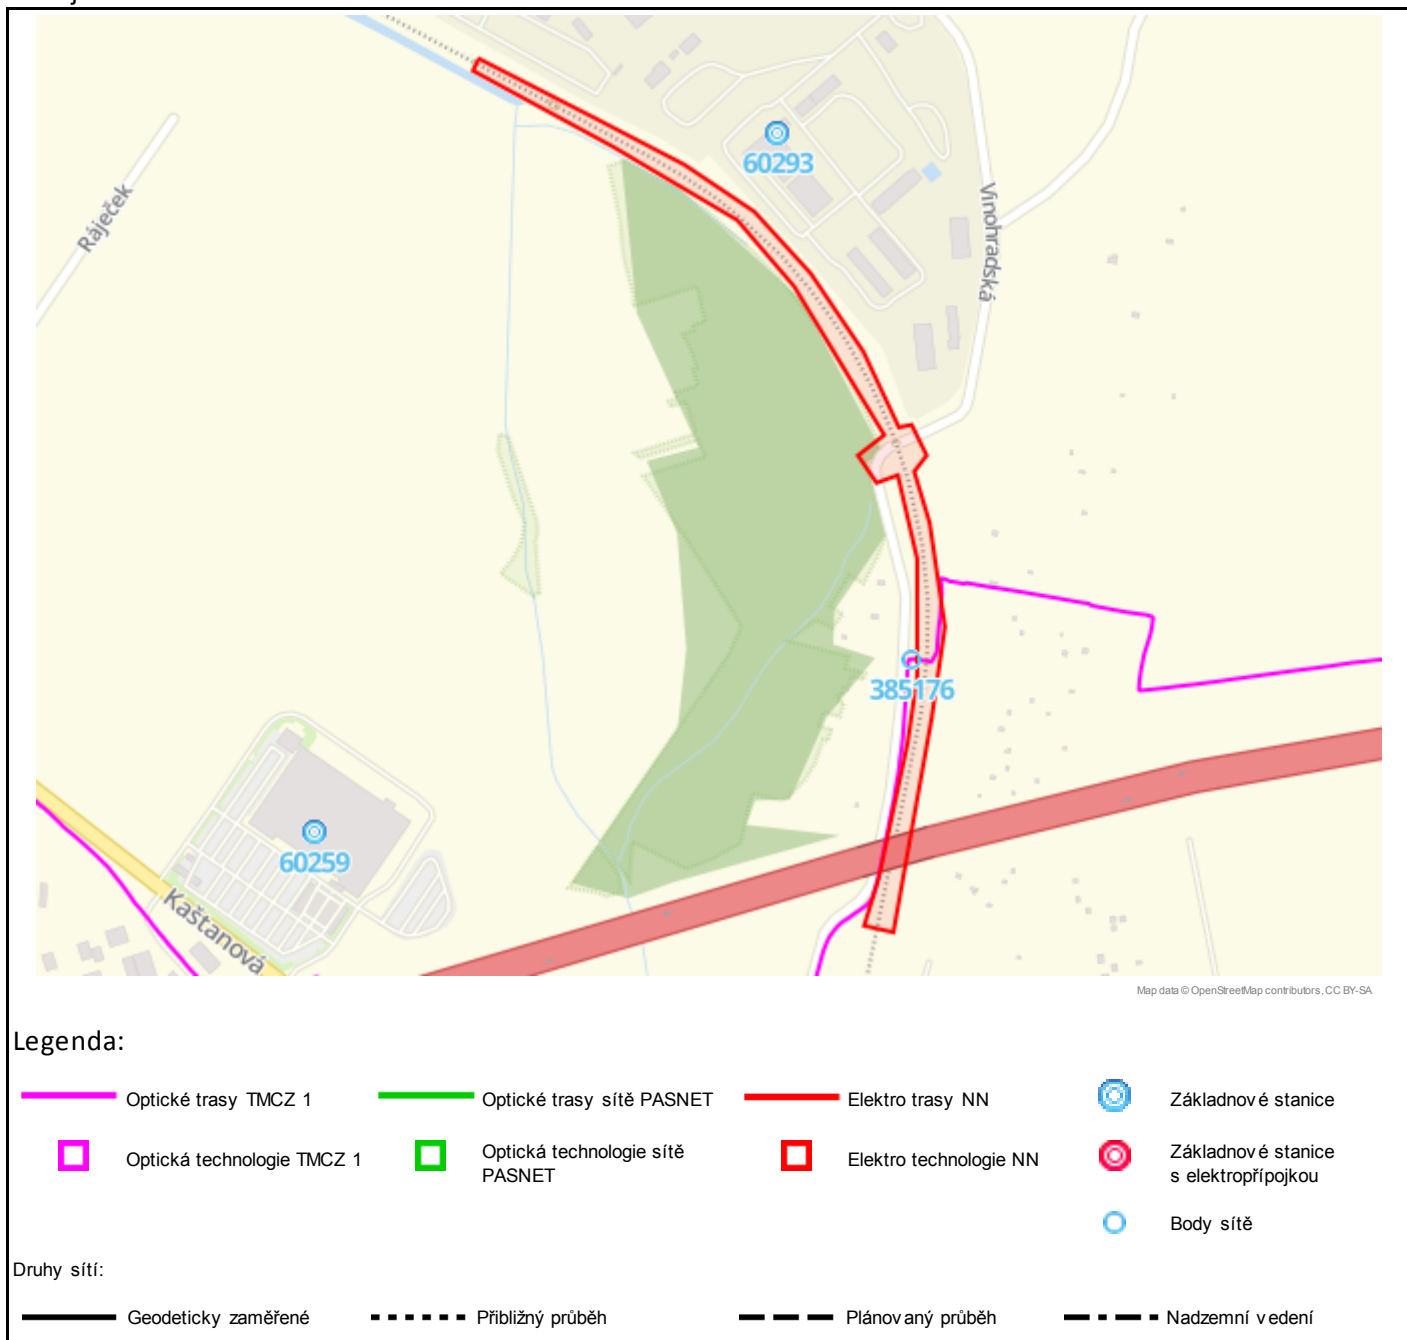 60293
Ráječek
Vinohradská
385176
60259
Kaštanová
Map data © OpenStreetMap contributors, CC BY-SA
Legenda:
Optické trasy TMCZ 1
Optické trasy sítě PASNET
Elektro trasy NN
Základnové stanice
Optická technologie TMCZ 1
Optická technologie sítě
PASNET
Elektro technologie NN
Základnové stanice
s elektropřípojkou
Body sítě
Druhy sítí:
Geodeticky zaměřené
Přibližný průběh
Plánovaný průběh
Nadzemní vedení